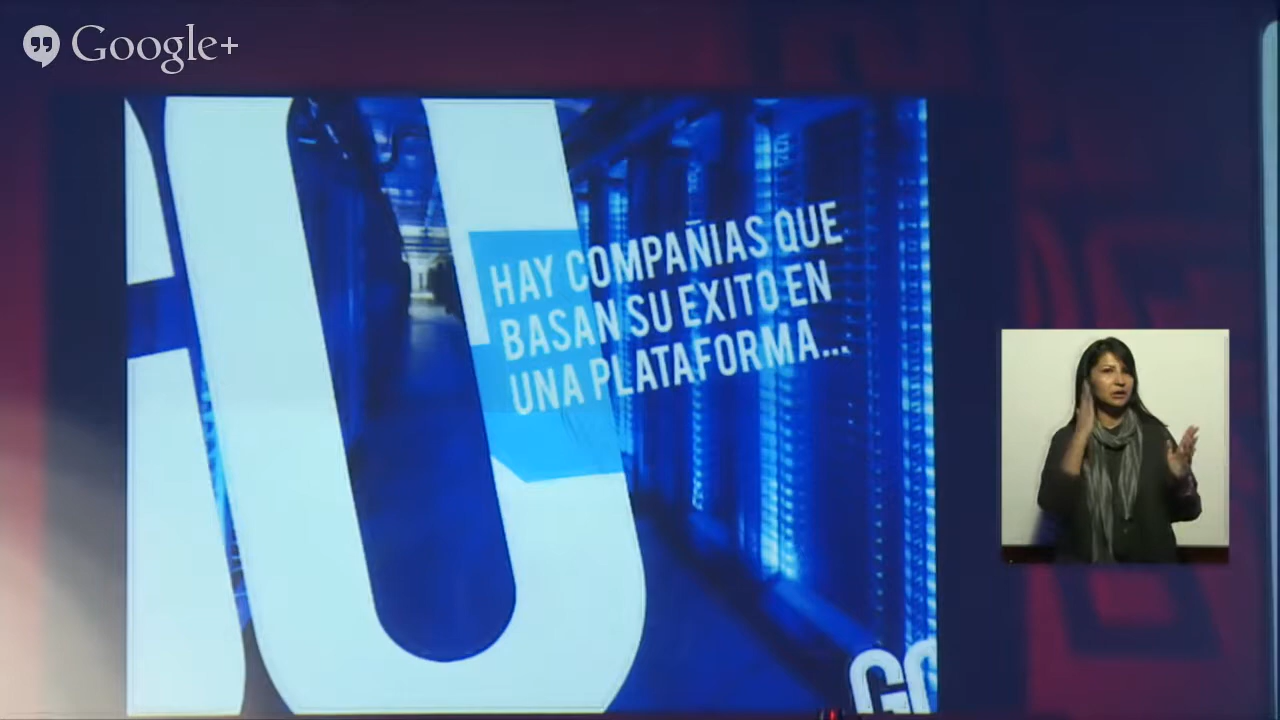 Google+
HAY COMPAÑIAS QUE
BASAN SU EXITO EN
UNA PLATAFORMA...